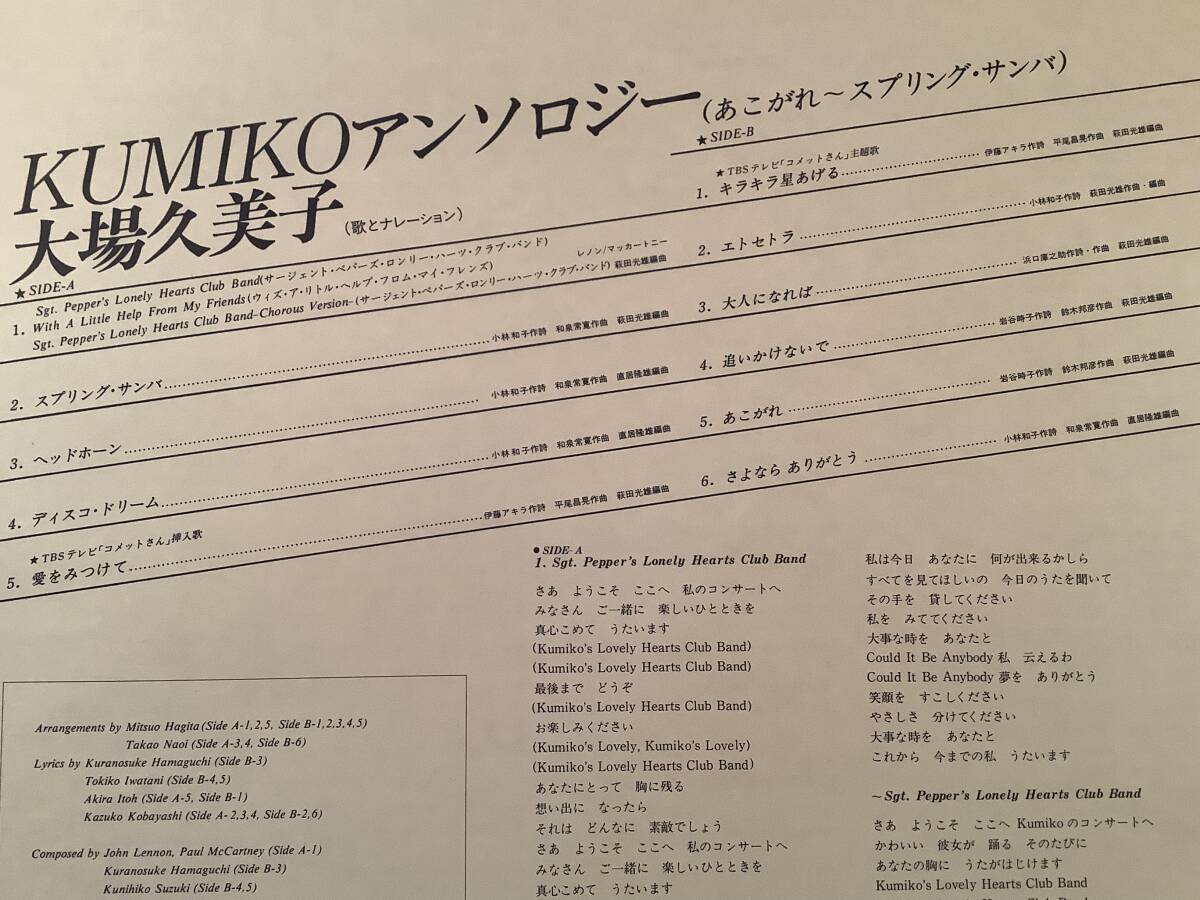 KUMIKOアンソロジー(あこがれ～スプリング・サンバ)
大場久美子(歌とナレーション)
★SIDE-A
1. Sgt. Pepper's Lonely Hearts Club Band(サージェント・ペパーズ・ロンリー・ハーツ・クラブ・バンド)
With A Little Help From My Friends(ウィズ・ア・リトル・ヘルプ・フロム・マイ・フレンズ)
Sgt. Pepper's Lonely Hearts Club Band–Chorous Version–(サージェント・ペパーズ・ロンリー・ハーツ・クラブ・バンド)
レノン/マッカートニー
萩田光雄編曲
2. スプリング・サンバ……小林和子作詩 和泉常寛作曲 萩田光雄編曲
3. ヘッドホーン……小林和子作詩 和泉常寛作曲 直居隆雄編曲
4. ディスコ・ドリーム……小林和子作詩 和泉常寛作曲 直居隆雄編曲
★TBSテレビ「コメットさん」挿入歌
5. 愛をみつけて……伊藤アキラ作詩 平尾昌晃作曲 萩田光雄編曲
★SIDE-B
★TBSテレビ「コメットさん」主題歌
1. キラキラ星あげる……伊藤アキラ作詩 平尾昌晃作曲 萩田光雄編曲
2. エトセトラ……小林和子作詩 萩田光雄作曲・編曲
3. 大人になれば……浜口庫之助作詩・作曲 萩田光雄編曲
4. 追いかけないで……岩谷時子作詩 鈴木邦彦作曲 萩田光雄編曲
5. あこがれ……岩谷時子作詩 鈴木邦彦作曲 萩田光雄編曲
6. さよなら ありがとう……小林和子作詩 和泉常寛作曲 直居隆雄編曲
Arrangements by Mitsuo Hagita (Side A-1,2,5, Side B-1,2,3,4,5)
Takao Naoi (Side A-3,4, Side B-6)
Lyrics by Kuranosuke Hamaguchi (Side B-3)
Tokiko Iwatani (Side B-4,5)
Akira Itoh (Side A-5, Side B-1)
Kazuko Kobayashi (Side A-2,3,4, Side B-2,6)
Composed by John Lennon, Paul McCartney (Side A-1)
Kuranosuke Hamaguchi (Side B-3)
Kunihiko Suzuki (Side B-4,5)
●SIDE-A
1. Sgt. Pepper's Lonely Hearts Club Band
さあ ようこそ ここへ 私のコンサートへ
みなさん ご一緒に 楽しいひとときを
真心こめて うたいます
(Kumiko's Lovely Hearts Club Band)
(Kumiko's Lovely Hearts Club Band)
最後まで どうぞ
(Kumiko's Lovely Hearts Club Band)
お楽しみください
(Kumiko's Lovely, Kumiko's Lovely)
(Kumiko's Lovely Hearts Club Band)
あなたにとって 胸に残る
想い出に なったら
それは どんなに 素敵でしょう
さあ ようこそ ここへ 私のコンサートへ
みなさん ご一緒に 楽しいひとときを
真心こめて うたいます
私は今日 あなたに 何が出来るかしら
すべてを見てほしいの 今日のうたを聞いて
その手を 貸してください
私を みててください
大事な時を あなたと
Could It Be Anybody 私 云えるわ
Could It Be Anybody 夢を ありがとう
笑顔を すこしください
やさしさ 分けてください
大事な時を あなたと
これから 今までの私 うたいます
～Sgt. Pepper's Lonely Hearts Club Band
さあ ようこそ ここへ Kumikoのコンサートへ
かわいい 彼女が 踊る そのたびに
あなたの胸に うたがはじけます
Kumiko's Lovely Hearts Club Band